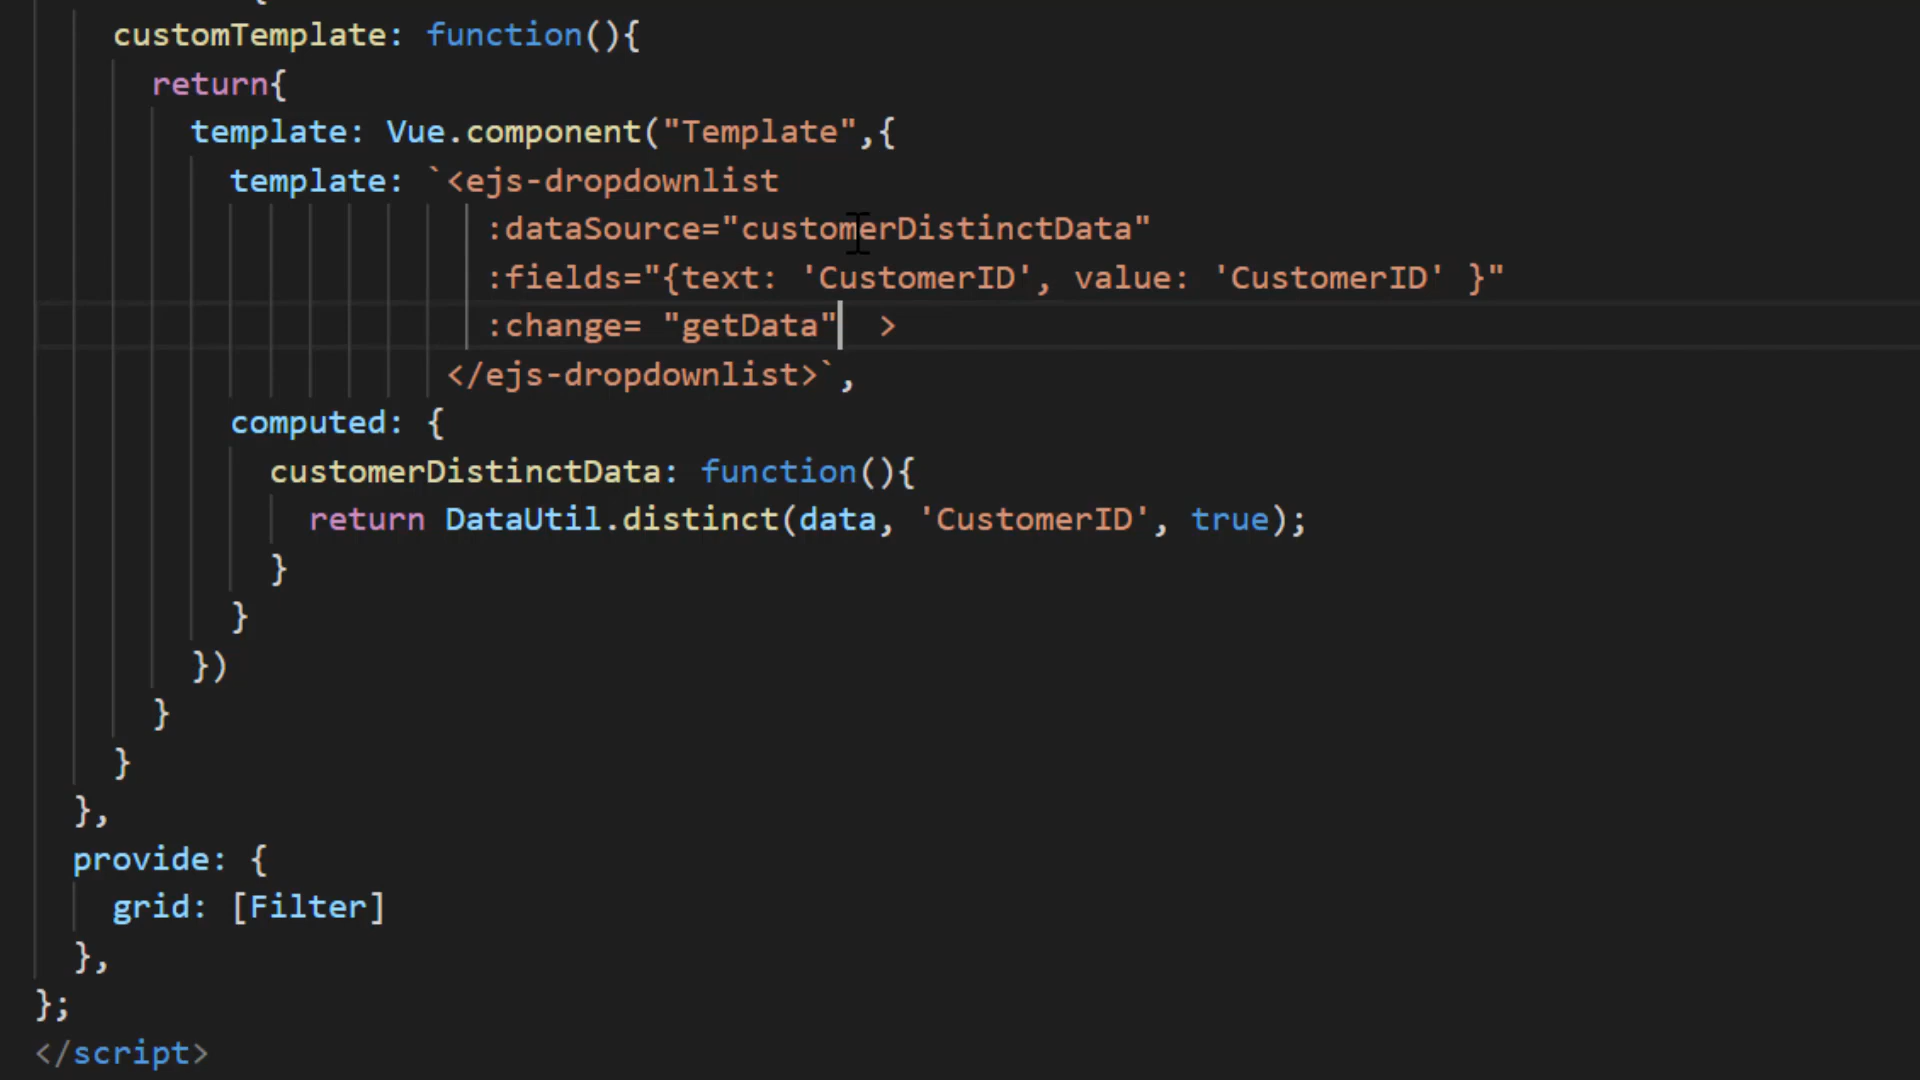 {
customTemplate: function(){
return{
template: Vue.component("Template",{
template: `<ejs-dropdownlist
:dataSource="customerDistinctData"
:fields="{text: 'CustomerID', value: 'CustomerID' }"
:change= "getData"  >
</ejs-dropdownlist>`,
computed: {
customerDistinctData: function(){
return DataUtil.distinct(data, 'CustomerID', true);
}
}
})
}
}
},
provide: {
grid: [Filter]
},
};
</script>